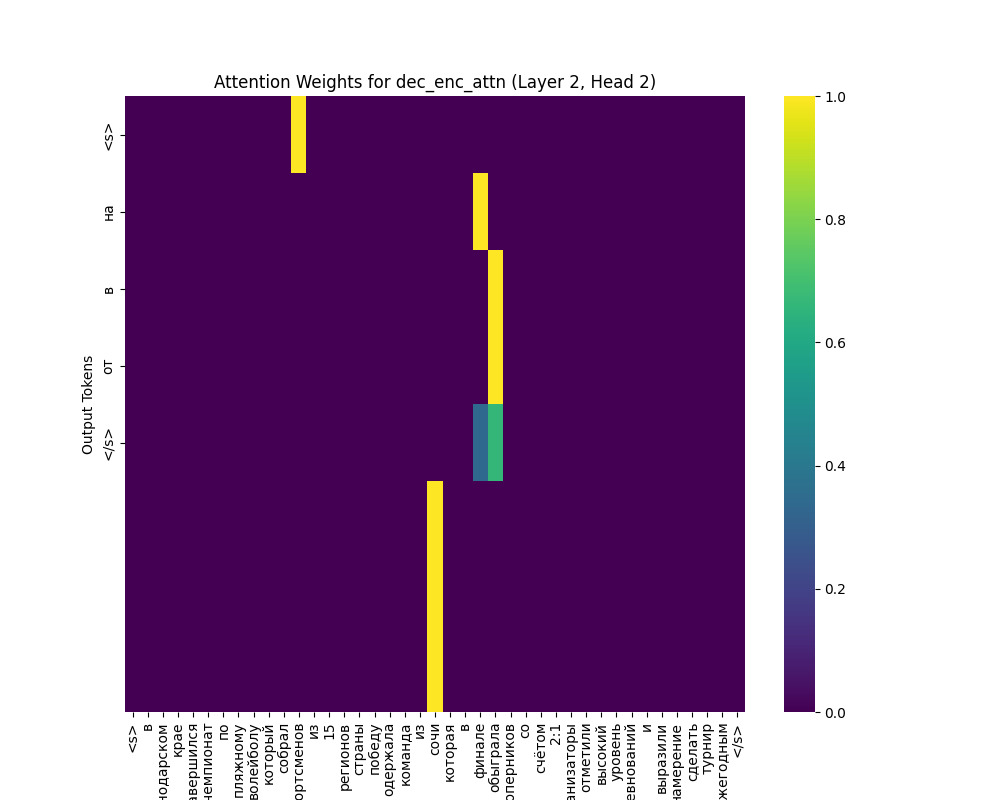 Attention Weights for dec_enc_attn (Layer 2, Head 2)
Output Tokens
<s>
на
в
от
</s>
1.0
0.8
0.6
0.4
0.2
0.0
<s>
в
нодарском
крае
авершился
чемпионат
по
пляжному
волейболу
который
собрал
ортсменов
из
15
регионов
страны
победу
одержала
команда
из
сочи
которая
в
финале
обыграла
оперников
со
счётом
2:1
анизаторы
отметили
высокий
уровень
евнований
и
выразили
намерение
сделать
турнир
жегодным
</s>